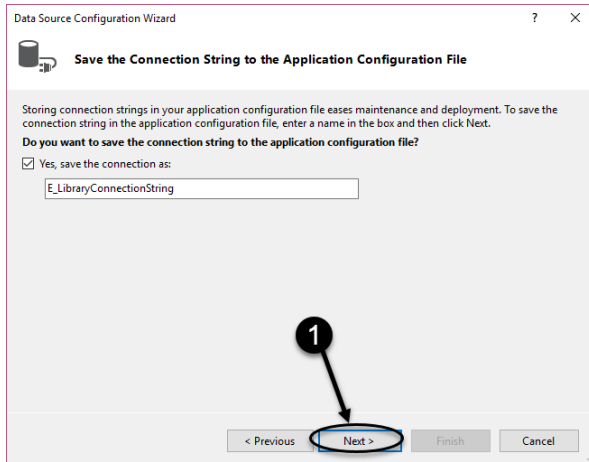 Data Source Configuration Wizard ? X
Save the Connection String to the Application Configuration File
Storing connection strings in your application configuration file eases maintenance and deployment. To save the
connection string in the application configuration file, enter a name in the box and then click Next.
Do you want to save the connection string to the application configuration file?
Yes, save the connection as:
E_LibraryConnectionString
1
< Previous Next > Finish Cancel